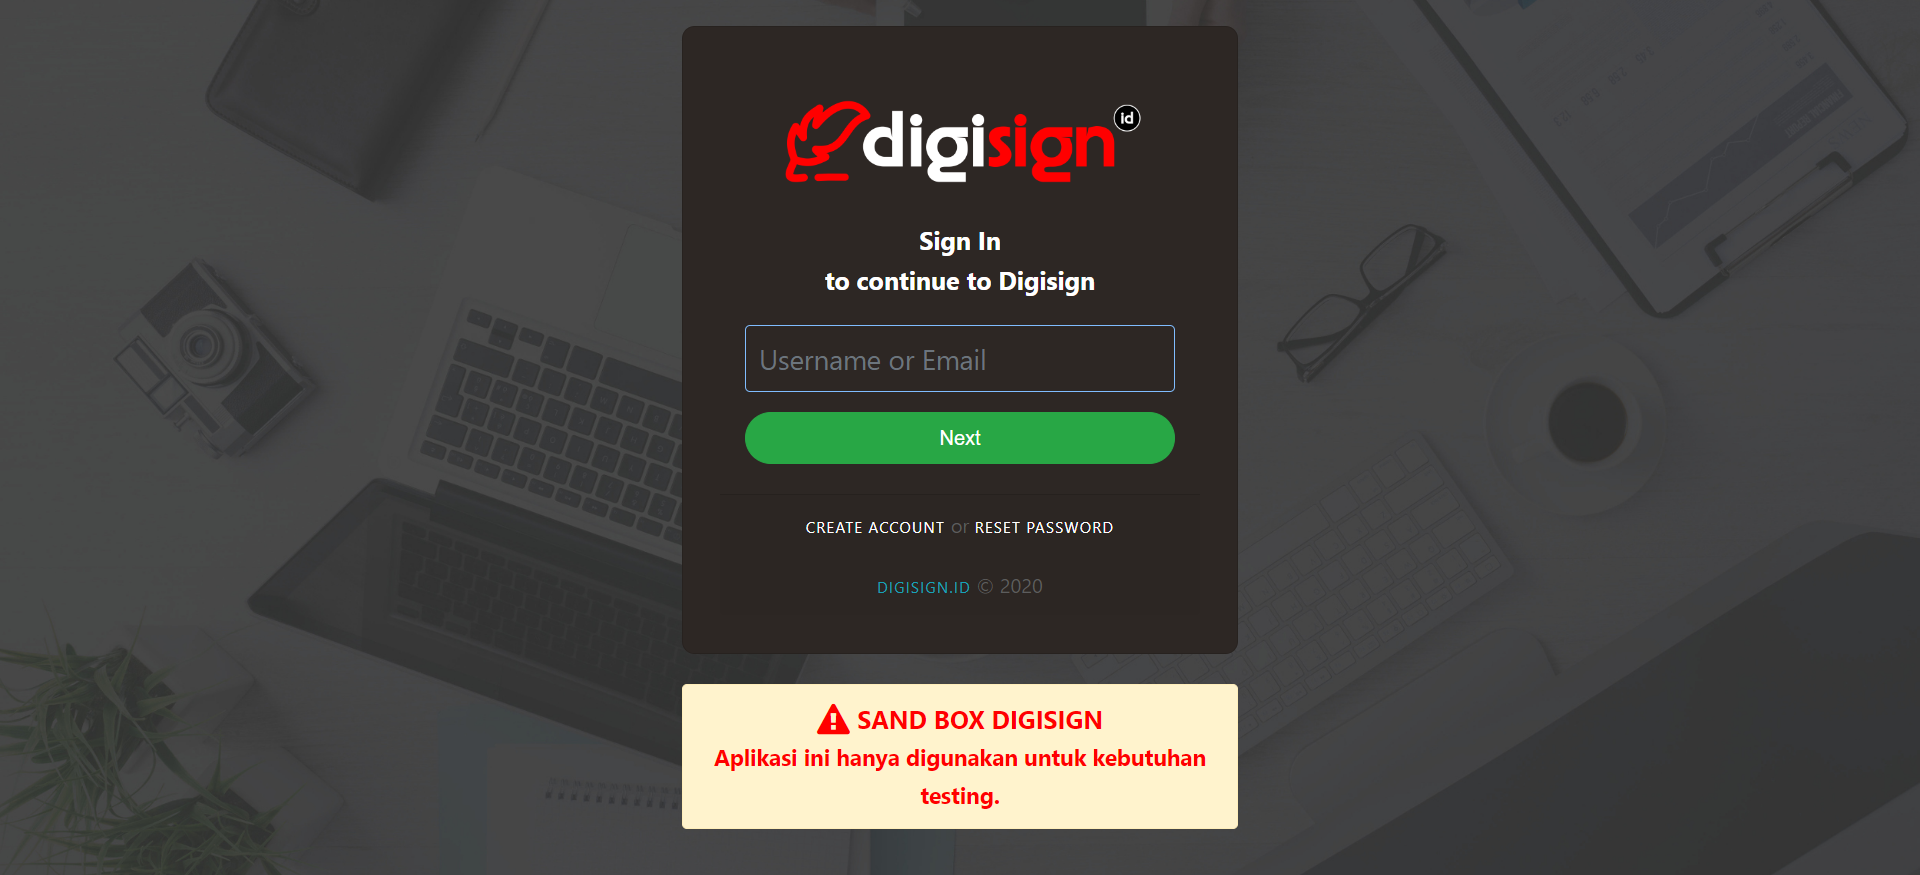 digisign id
Sign In
to continue to Digisign
Username or Email
Next
CREATE ACCOUNT or RESET PASSWORD
DIGISIGN.ID © 2020
SAND BOX DIGISIGN
Aplikasi ini hanya digunakan untuk kebutuhan
testing.